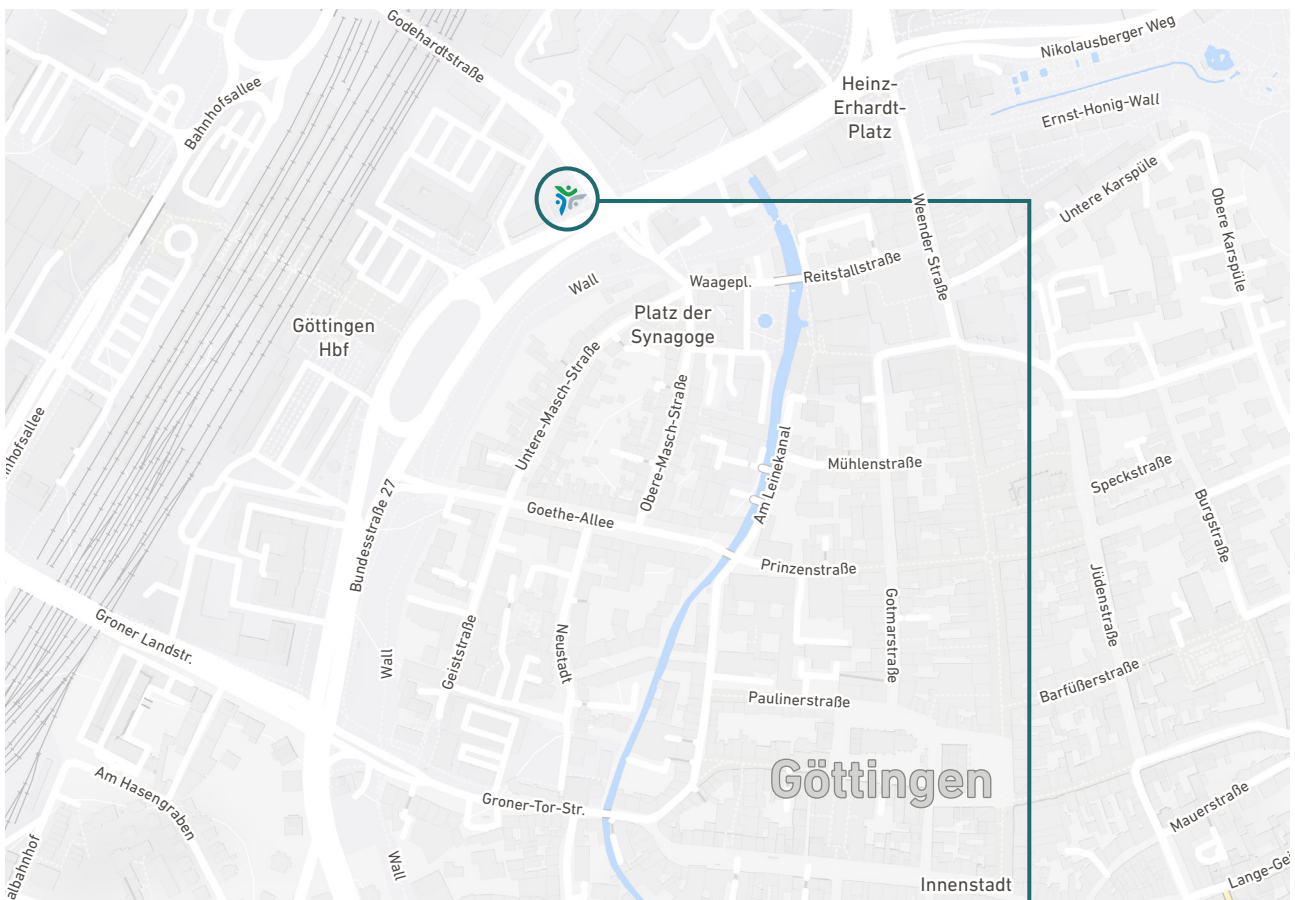 Godehardtstraße
Nikolausberger Weg
Bahnhofsallee
Heinz-
Erhardt-
Platz
Ernst-Honig-Wall
Untere Karspüle
Obere Karspüle
Weender Straße
Reitstallstraße
Waagepl.
Wall
Platz der
Synagoge
Göttingen
Hbf
Untere-Masch-Straße
Obere-Masch-Straße
nhofsallee
Am Leinekanal
Mühlenstraße
Speckstraße
Burgstraße
Bundesstraße 27
Goethe-Allee
Prinzenstraße
Jüdenstraße
Gotmarstraße
Groner Landstr.
Geiststraße
Neustadt
Wall
Barfüßerstraße
Paulinerstraße
Göttingen
Am Hasengraben
Groner-Tor-Str.
Mauerstraße
albahnhof
Wall
Innenstadt
Lange-Gei